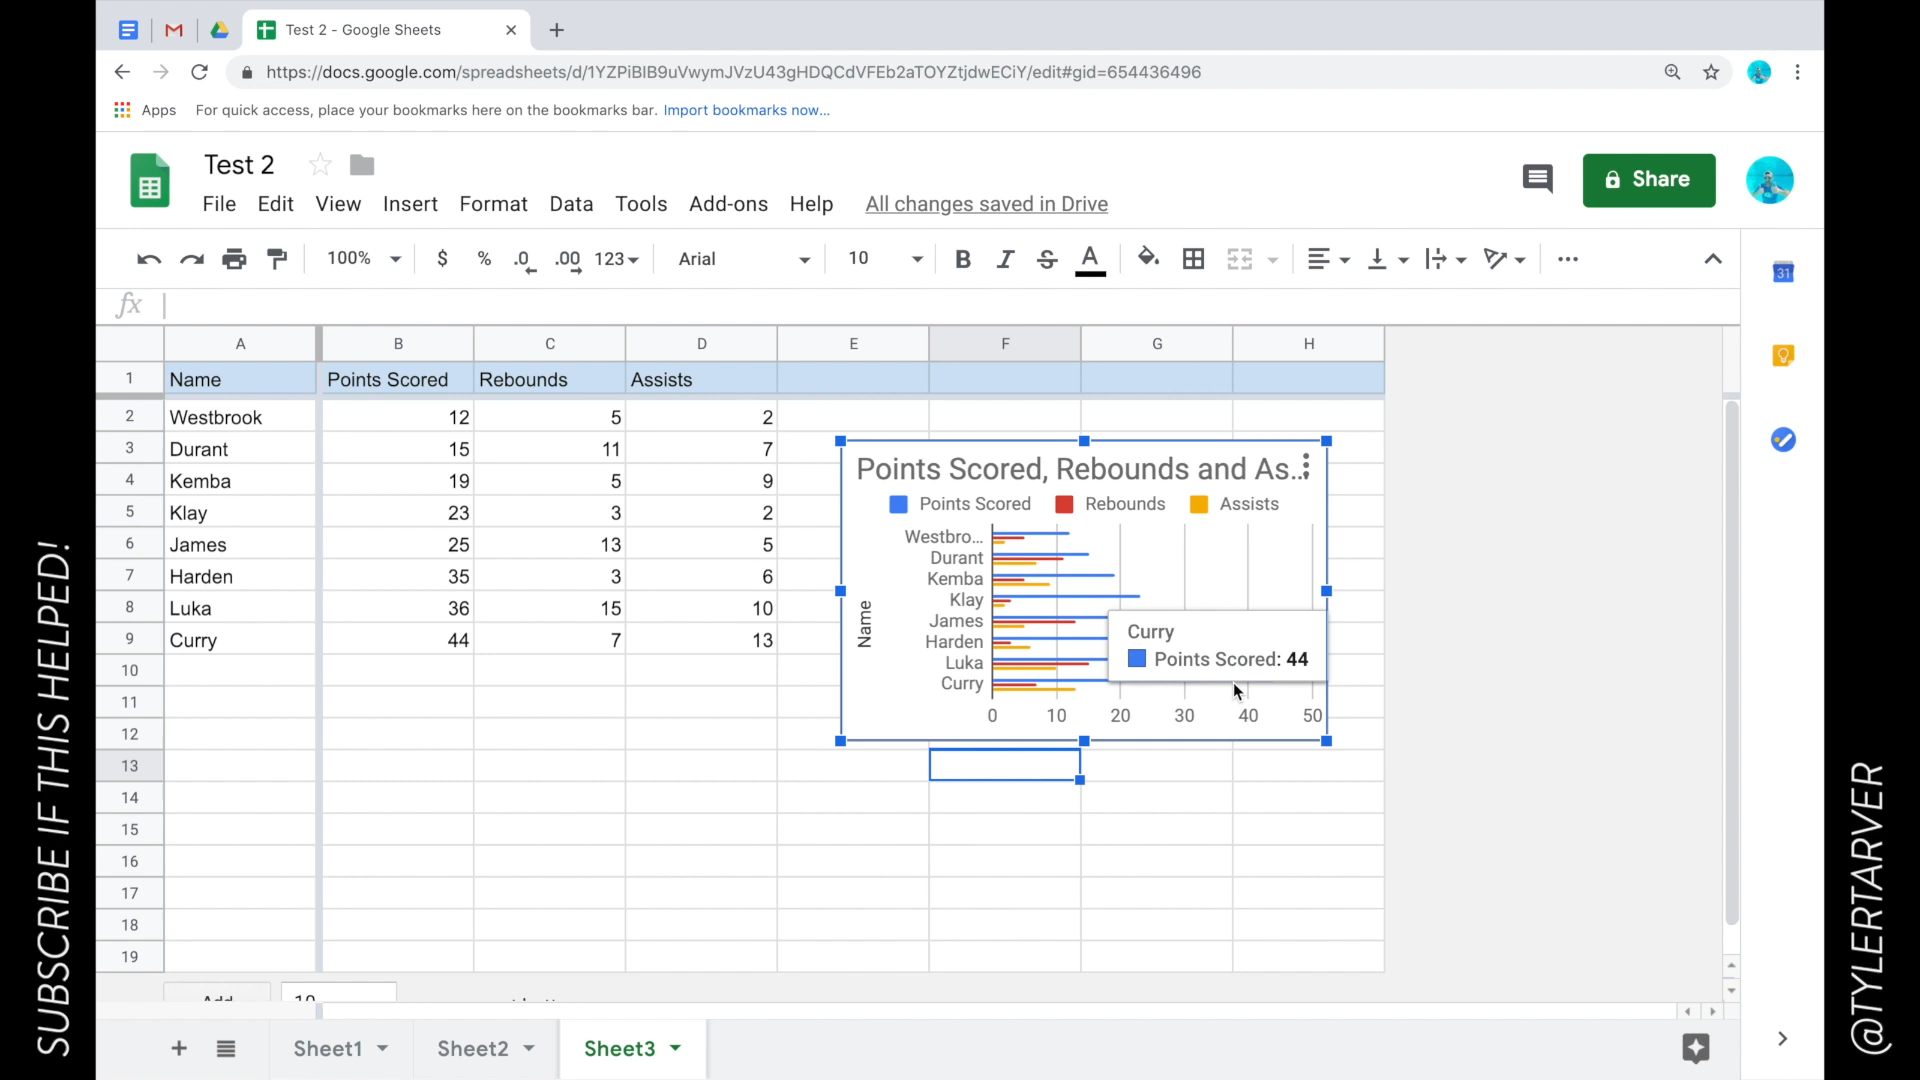 Test 2 - Google Sheets
https://docs.google.com/spreadsheets/d/1YZPiBIB9uVwymJVzU43gHDQCdVFEb2aTOYZtjdwECiY/edit#gid=654436496
Apps For quick access, place your bookmarks here on the bookmarks bar. Import bookmarks now...
Test 2
File Edit View Insert Format Data Tools Add-ons Help All changes saved in Drive
Share
100% $ % .0 .00 123 Arial 10 B I S A
31
fx
A B C D E F G H
1 Name Points Scored Rebounds Assists
2 Westbrook 12 5 2
3 Durant 15 11 7
4 Kemba 19 5 9
5 Klay 23 3 2
6 James 25 13 5
7 Harden 35 3 6
8 Luka 36 15 10
9 Curry 44 7 13
10
11
12
13
14
15
16
17
18
19
Points Scored, Rebounds and As...
Points Scored Rebounds Assists
Name
Westbro...
Durant
Kemba
Klay
James
Harden
Luka
Curry
0 10 20 30 40 50
Curry
Points Scored: 44
Add 10
Sheet1 Sheet2 Sheet3
SUBSCRIBE IF THIS HELPED!
@TYLERTARVER